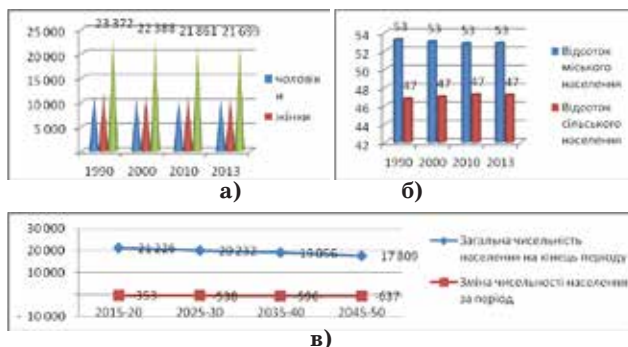 23 372
22 388
21 861
21 699
25 000
20 000
15 000
10 000
5 000
1990 2000 2010 2013
чоловік
и
жінки
а)
54
52
50
48
46
44
42
53 53 53 53
47 47 47 47
1990 2000 2010 2013
Відсоток
міського
населення
Відсоток
сільського
населення
б)
30 000
20 000
10 000
- 10 000
21 226 20 232 19 056 17 809
-353 -538 -596 -637
2015-20 2025-30 2035-40 2045-50
Загальна чисельність
населення на кінець періоду
Зміна чисельності населення
за період
в)